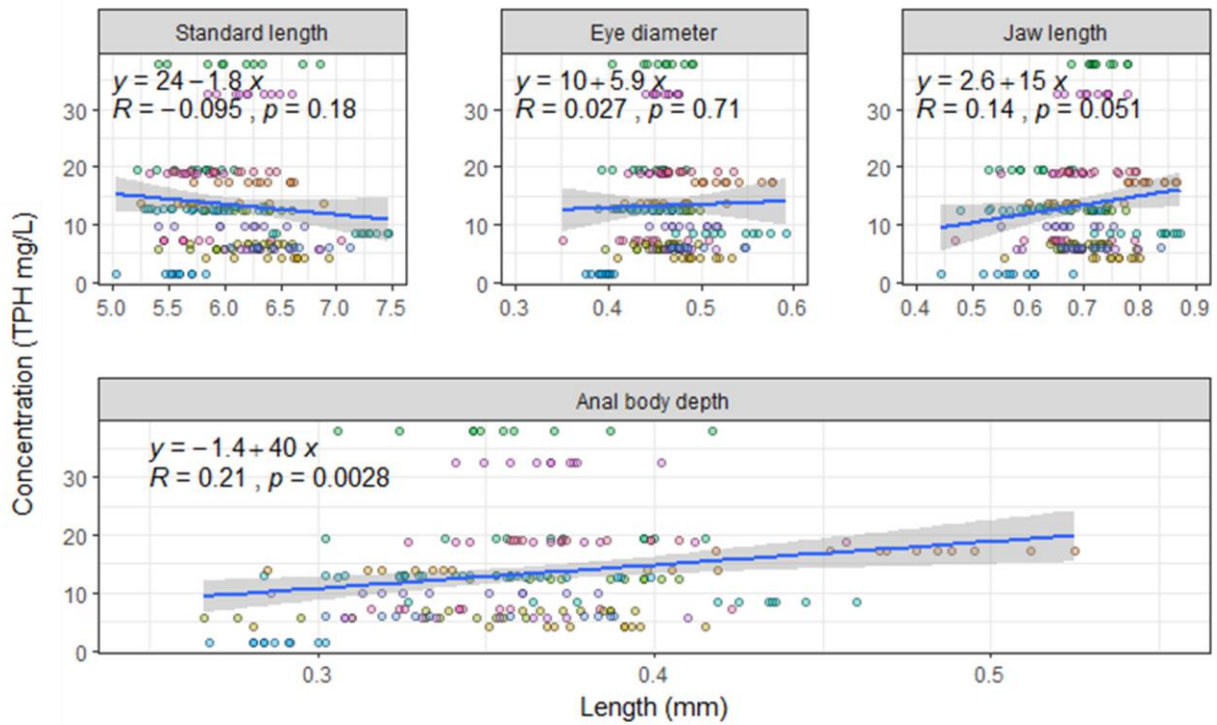 Standard length
Eye diameter
Jaw length
y = 24 − 1.8 x
R = −0.095 , p = 0.18
y = 10 + 5.9 x
R = 0.027 , p = 0.71
y = 2.6 + 15 x
R = 0.14 , p = 0.051
30
20
10
0
30
20
10
0
30
20
10
0
5.0 5.5 6.0 6.5 7.0 7.5
0.3 0.4 0.5 0.6
0.4 0.5 0.6 0.7 0.8 0.9
Concentration (TPH mg/L)
Anal body depth
y = −1.4 + 40 x
R = 0.21 , p = 0.0028
30
20
10
0
0.3 0.4 0.5
Length (mm)